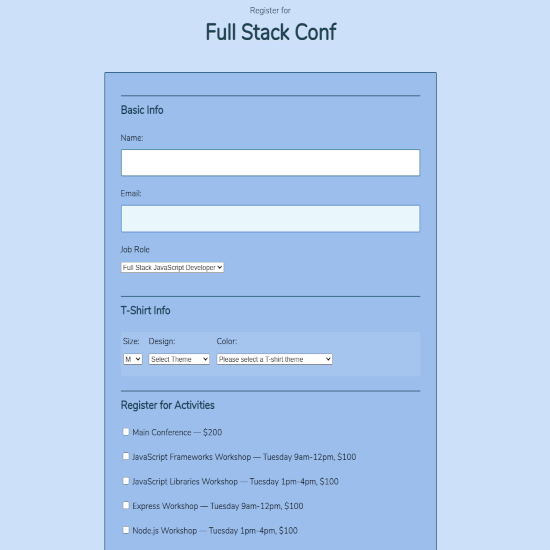 Register for
Full Stack Conf
Basic Info
Name:
Email:
Job Role
Full Stack JavaScript Developer
T-Shirt Info
Size: Design: Color:
M Select Theme Please select a T-shirt theme
Register for Activities
Main Conference — $200
JavaScript Frameworks Workshop — Tuesday 9am-12pm, $100
JavaScript Libraries Workshop — Tuesday 1pm-4pm, $100
Express Workshop — Tuesday 9am-12pm, $100
Node.js Workshop — Tuesday 1pm-4pm, $100